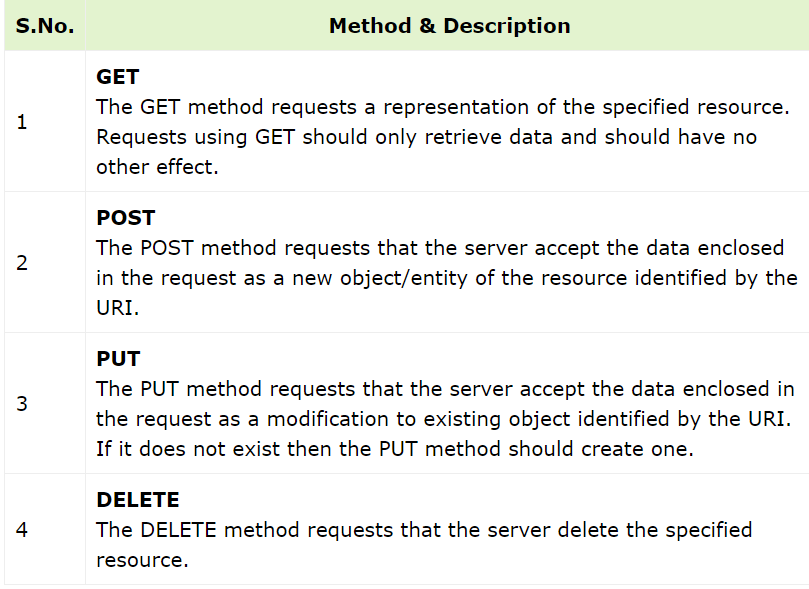 S.No. Method & Description
GET
The GET method requests a representation of the specified resource.
1
Requests using GET should only retrieve data and should have no
other effect.
POST
The POST method requests that the server accept the data enclosed
2
in the request as a new object/entity of the resource identified by the
URI.
PUT
The PUT method requests that the server accept the data enclosed in
3
the request as a modification to existing object identified by the URI.
If it does not exist then the PUT method should create one.
DELETE
4
The DELETE method requests that the server delete the specified
resource.